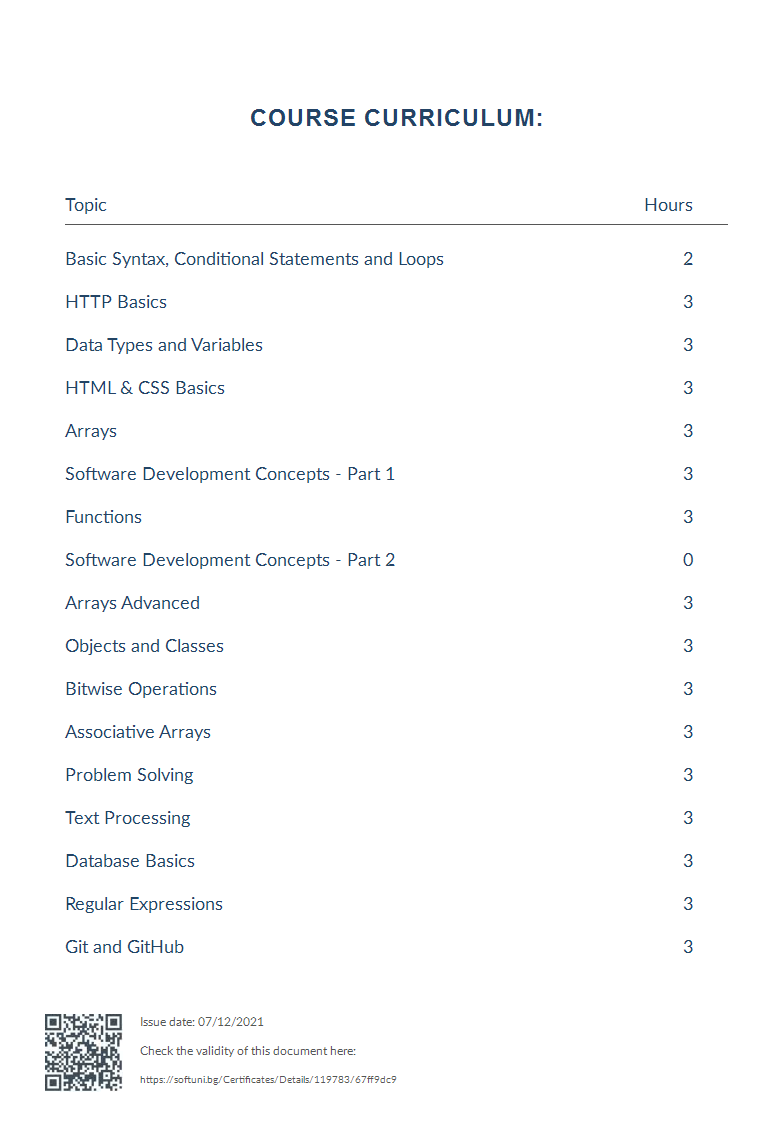 COURSE CURRICULUM:
Topic Hours
Basic Syntax, Conditional Statements and Loops 2
HTTP Basics 3
Data Types and Variables 3
HTML & CSS Basics 3
Arrays 3
Software Development Concepts - Part 1 3
Functions 3
Software Development Concepts - Part 2 0
Arrays Advanced 3
Objects and Classes 3
Bitwise Operations 3
Associative Arrays 3
Problem Solving 3
Text Processing 3
Database Basics 3
Regular Expressions 3
Git and GitHub 3
Issue date: 07/12/2021
Check the validity of this document here:
https://softuni.bg/Certificates/Details/119783/67ff9dc9